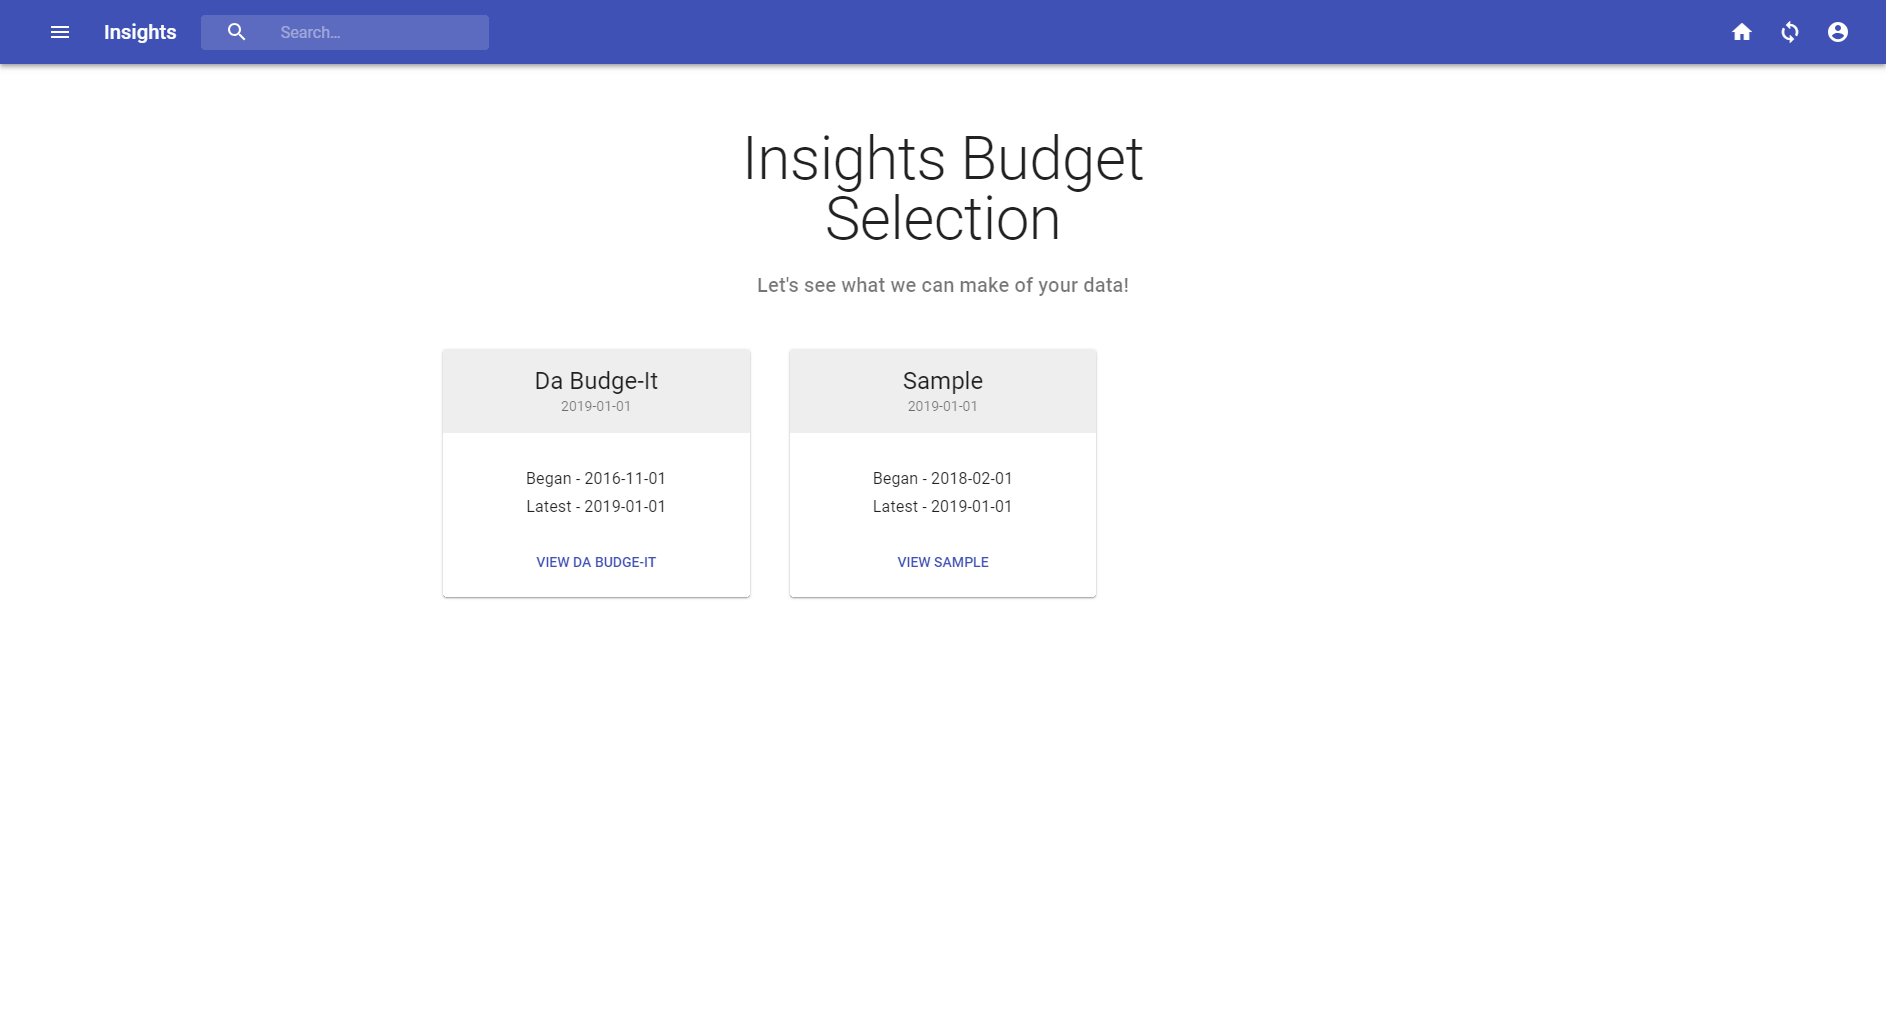 Insights
Search...
Insights Budget
Selection
Let's see what we can make of your data!
Da Budge-It
2019-01-01
Began - 2016-11-01
Latest - 2019-01-01
VIEW DA BUDGE-IT
Sample
2019-01-01
Began - 2018-02-01
Latest - 2019-01-01
VIEW SAMPLE